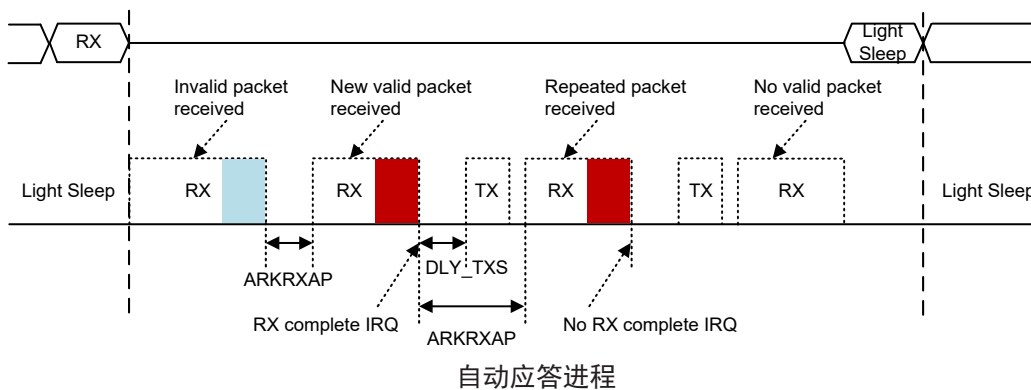 RX
Light
Sleep
Invalid packet
received
New valid packet
received
Repeated packet
received
No valid packet
received
Light Sleep
RX
RX
TX
RX
TX
RX
Light Sleep
ARKRXAP
DLY_TXS
RX complete IRQ
ARKRXAP
No RX complete IRQ
自动应答进程